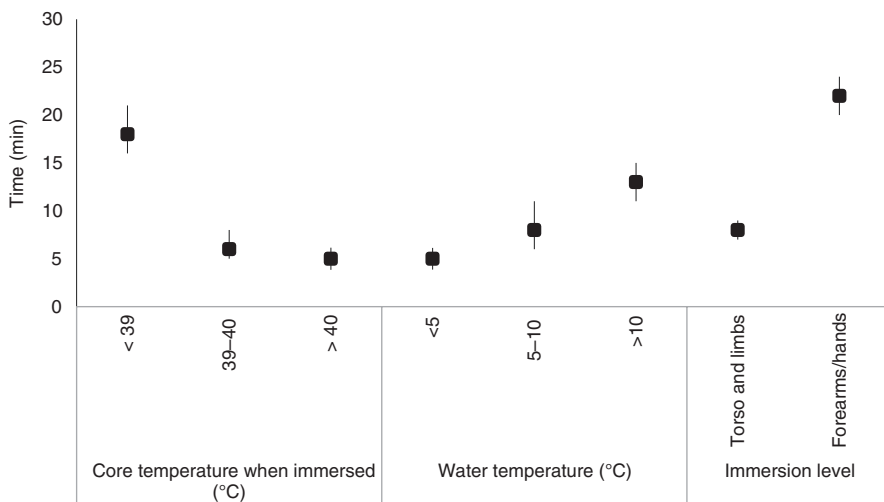 30
25
20
15
10
5
0
Time (min)
< 39
39–40
> 40
<5
5–10
>10
Torso and limbs
Forearms/hands
Core temperature when immersed
(°C)
Water temperature (°C)
Immersion level